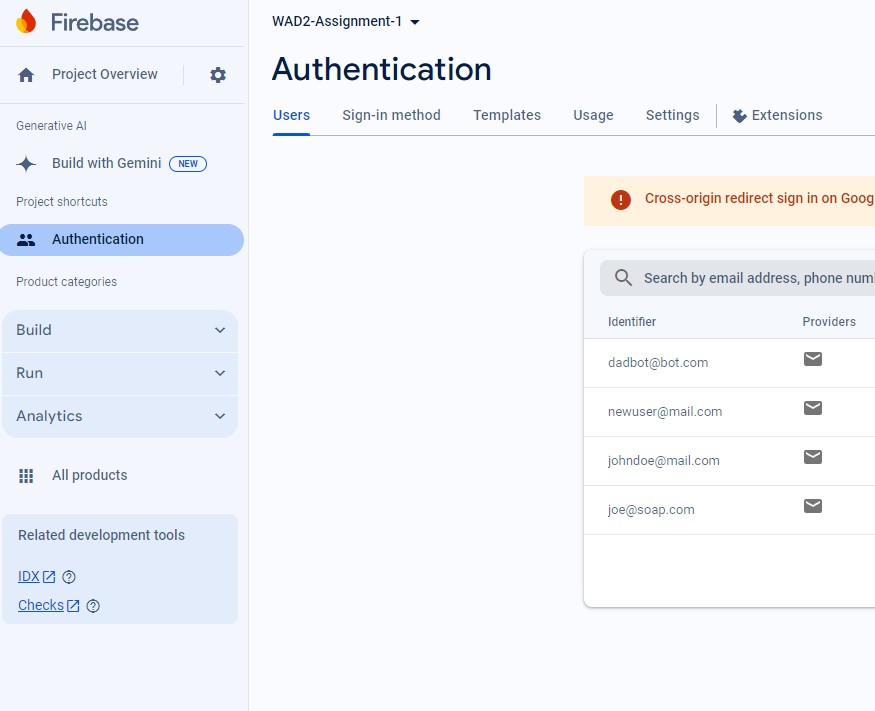 Firebase
Project Overview
Generative AI
Build with Gemini NEW
Project shortcuts
Authentication
Product categories
Build
Run
Analytics
All products
Related development tools
IDX
Checks
WAD2-Assignment-1
Authentication
Users Sign-in method Templates Usage Settings Extensions
Cross-origin redirect sign in on Goog
Search by email address, phone num
Identifier Providers
dadbot@bot.com
newuser@mail.com
johndoe@mail.com
joe@soap.com